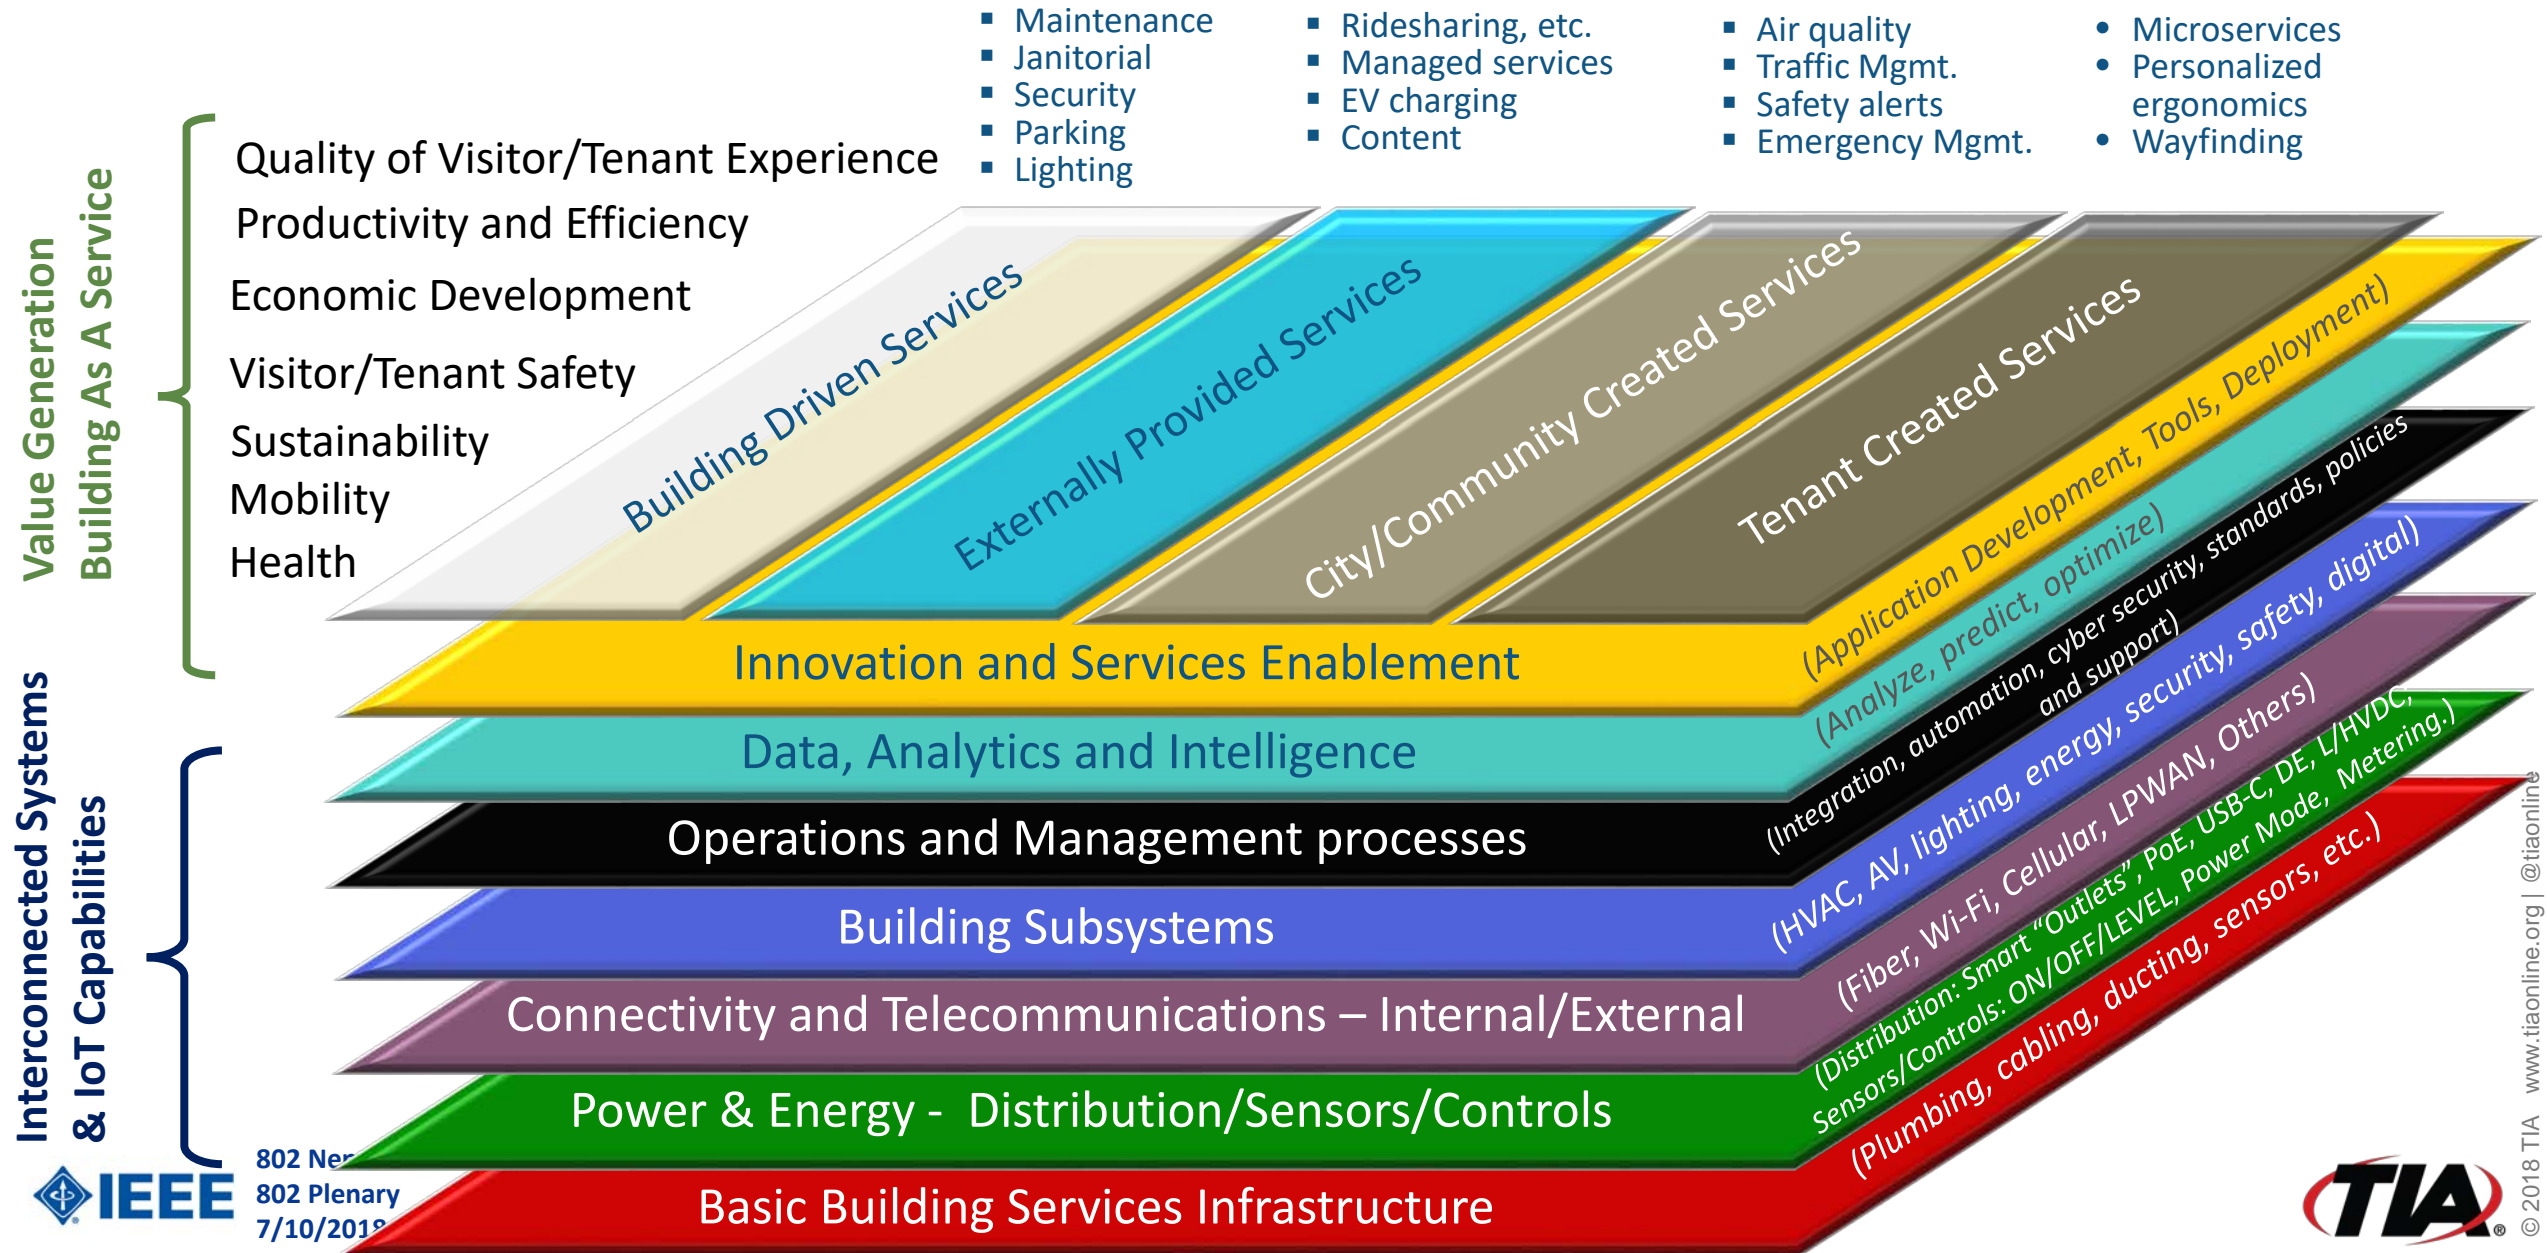 Maintenance
Janitorial
Security
Parking
Lighting
Ridesharing, etc.
Managed services
EV charging
Content
Air quality
Traffic Mgmt.
Safety alerts
Emergency Mgmt.
Microservices
Personalized
ergonomics
Wayfinding
Value Generation
Building As A Service
Quality of Visitor/Tenant Experience
Productivity and Efficiency
Economic Development
Visitor/Tenant Safety
Sustainability
Mobility
Health
Building Driven Services
Externally Provided Services
City/Community Created Services
Tenant Created Services
Innovation and Services Enablement
(Application Development, Tools, Deployment)
Data, Analytics and Intelligence
(Analyze, predict, optimize)
Operations and Management processes
(Integration, automation, cyber security, standards, policies
and support)
Building Subsystems
(HVAC, AV, lighting, energy, security, safety, digital)
Connectivity and Telecommunications – Internal/External
(Fiber, Wi-Fi, Cellular, LPWAN, Others)
Power & Energy - Distribution/Sensors/Controls
(Distribution: Smart “Outlets”, PoE, USB-C, DE, L/HVDC,
Sensors/Controls: ON/OFF/LEVEL, Power Mode, Metering.)
Basic Building Services Infrastructure
(Plumbing, cabling, ducting, sensors, etc.)
Interconnected Systems
& IoT Capabilities
IEEE
802
802 Plenary
7/10/2018
TIA
© 2018 TIA www.tiaonline.org | @tiaonline